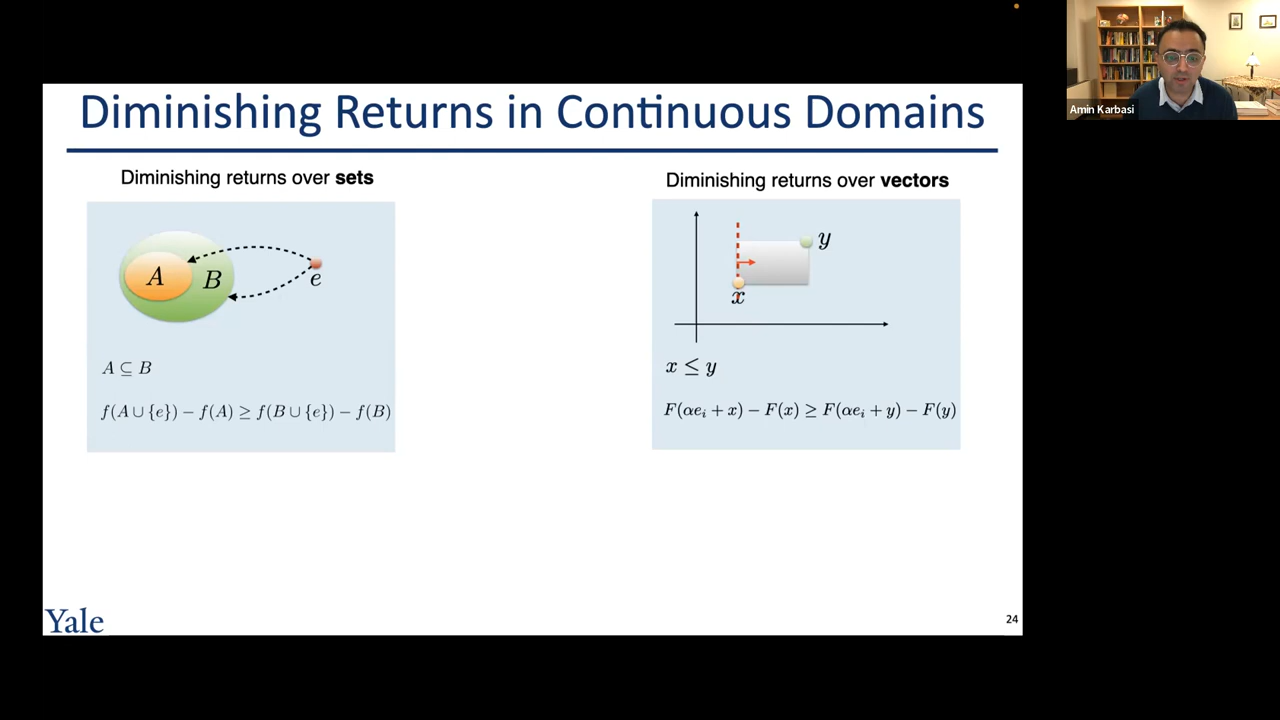 Amin Karbasi
Diminishing Returns in Continuous Domains
Diminishing returns over sets
A
B
e
A ⊆ B
f(A ∪ {e}) − f(A) ≥ f(B ∪ {e}) − f(B)
Diminishing returns over vectors
y
x
x ≤ y
F(αe_i + x) − F(x) ≥ F(αe_i + y) − F(y)
Yale
24